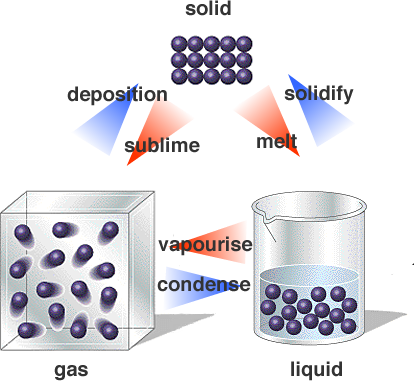 solid
deposition
solidify
sublime
melt
vapourise
condense
gas
liquid